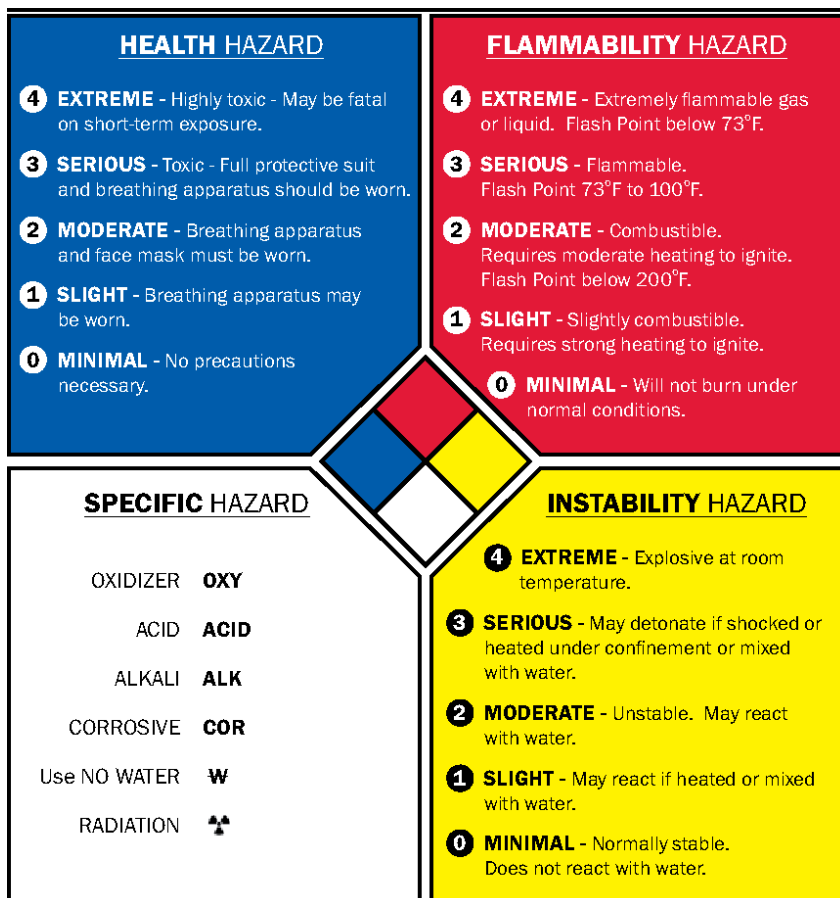 HEALTH HAZARD
4 EXTREME - Highly toxic - May be fatal
on short-term exposure.
3 SERIOUS - Toxic - Full protective suit
and breathing apparatus should be worn.
2 MODERATE - Breathing apparatus
and face mask must be worn.
1 SLIGHT - Breathing apparatus may
be worn.
0 MINIMAL - No precautions
necessary.
FLAMMABILITY HAZARD
4 EXTREME - Extremely flammable gas
or liquid. Flash Point below 73°F.
3 SERIOUS - Flammable.
Flash Point 73°F to 100°F.
2 MODERATE - Combustible.
Requires moderate heating to ignite.
Flash Point below 200°F.
1 SLIGHT - Slightly combustible.
Requires strong heating to ignite.
0 MINIMAL - Will not burn under
normal conditions.
SPECIFIC HAZARD
OXIDIZER OXY
ACID ACID
ALKALI ALK
CORROSIVE COR
Use NO WATER W̶
RADIATION ☢
INSTABILITY HAZARD
4 EXTREME - Explosive at room
temperature.
3 SERIOUS - May detonate if shocked or
heated under confinement or mixed
with water.
2 MODERATE - Unstable. May react
with water.
1 SLIGHT - May react if heated or mixed
with water.
0 MINIMAL - Normally stable.
Does not react with water.